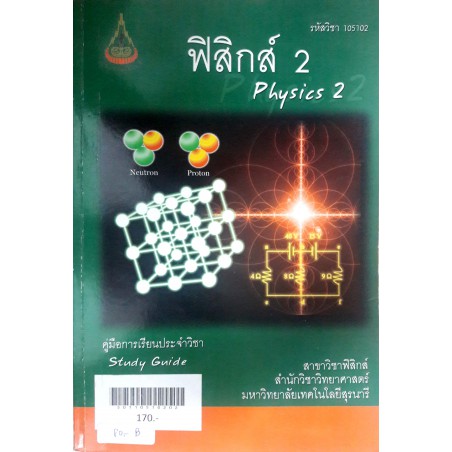 รหัสวิชา 105102
ฟิสิกส์ 2
Physics 2
Neutron
Proton
4Ω
8Ω
9Ω
คู่มือการเรียนประจำวิชา
Study Guide
สาขาวิชาฟิสิกส์
สำนักวิชาวิทยาศาสตร์
มหาวิทยาลัยเทคโนโลยีสุรนารี
170.-